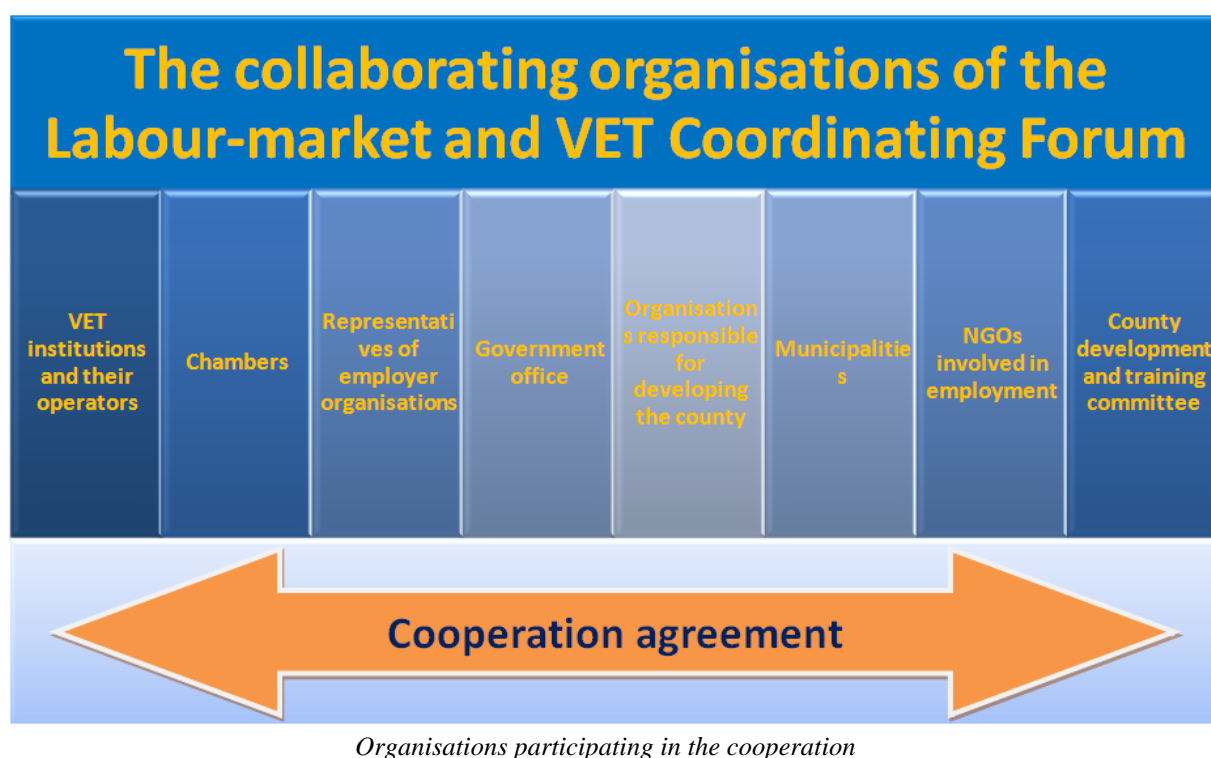 The collaborating organisations of the
Labour-market and VET Coordinating Forum
VET
institutions
and their
operators
Chambers
Representati
ves of
employer
organisations
Government
office
Organisation
s responsible
for
developing
the county
Municipalitie
s
NGOs
involved in
employment
County
development
and training
committee
Cooperation agreement
Organisations participating in the cooperation